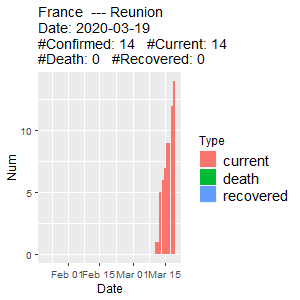 France  --- Reunion
Date: 2020-03-19
#Confirmed: 14   #Current: 14
#Death: 0   #Recovered: 0
Num
10
5
0
Feb 01
Feb 15
Mar 01
Mar 15
Date
Type
current
death
recovered